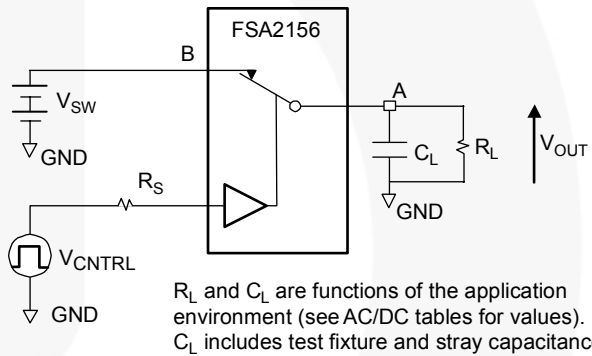 FSA2156
B
V_SW
GND
A
C_L
R_L
V_OUT
GND
R_S
V_CNTRL
GND
R_L and C_L are functions of the application
environment (see AC/DC tables for values).
C_L includes test fixture and stray capacitance